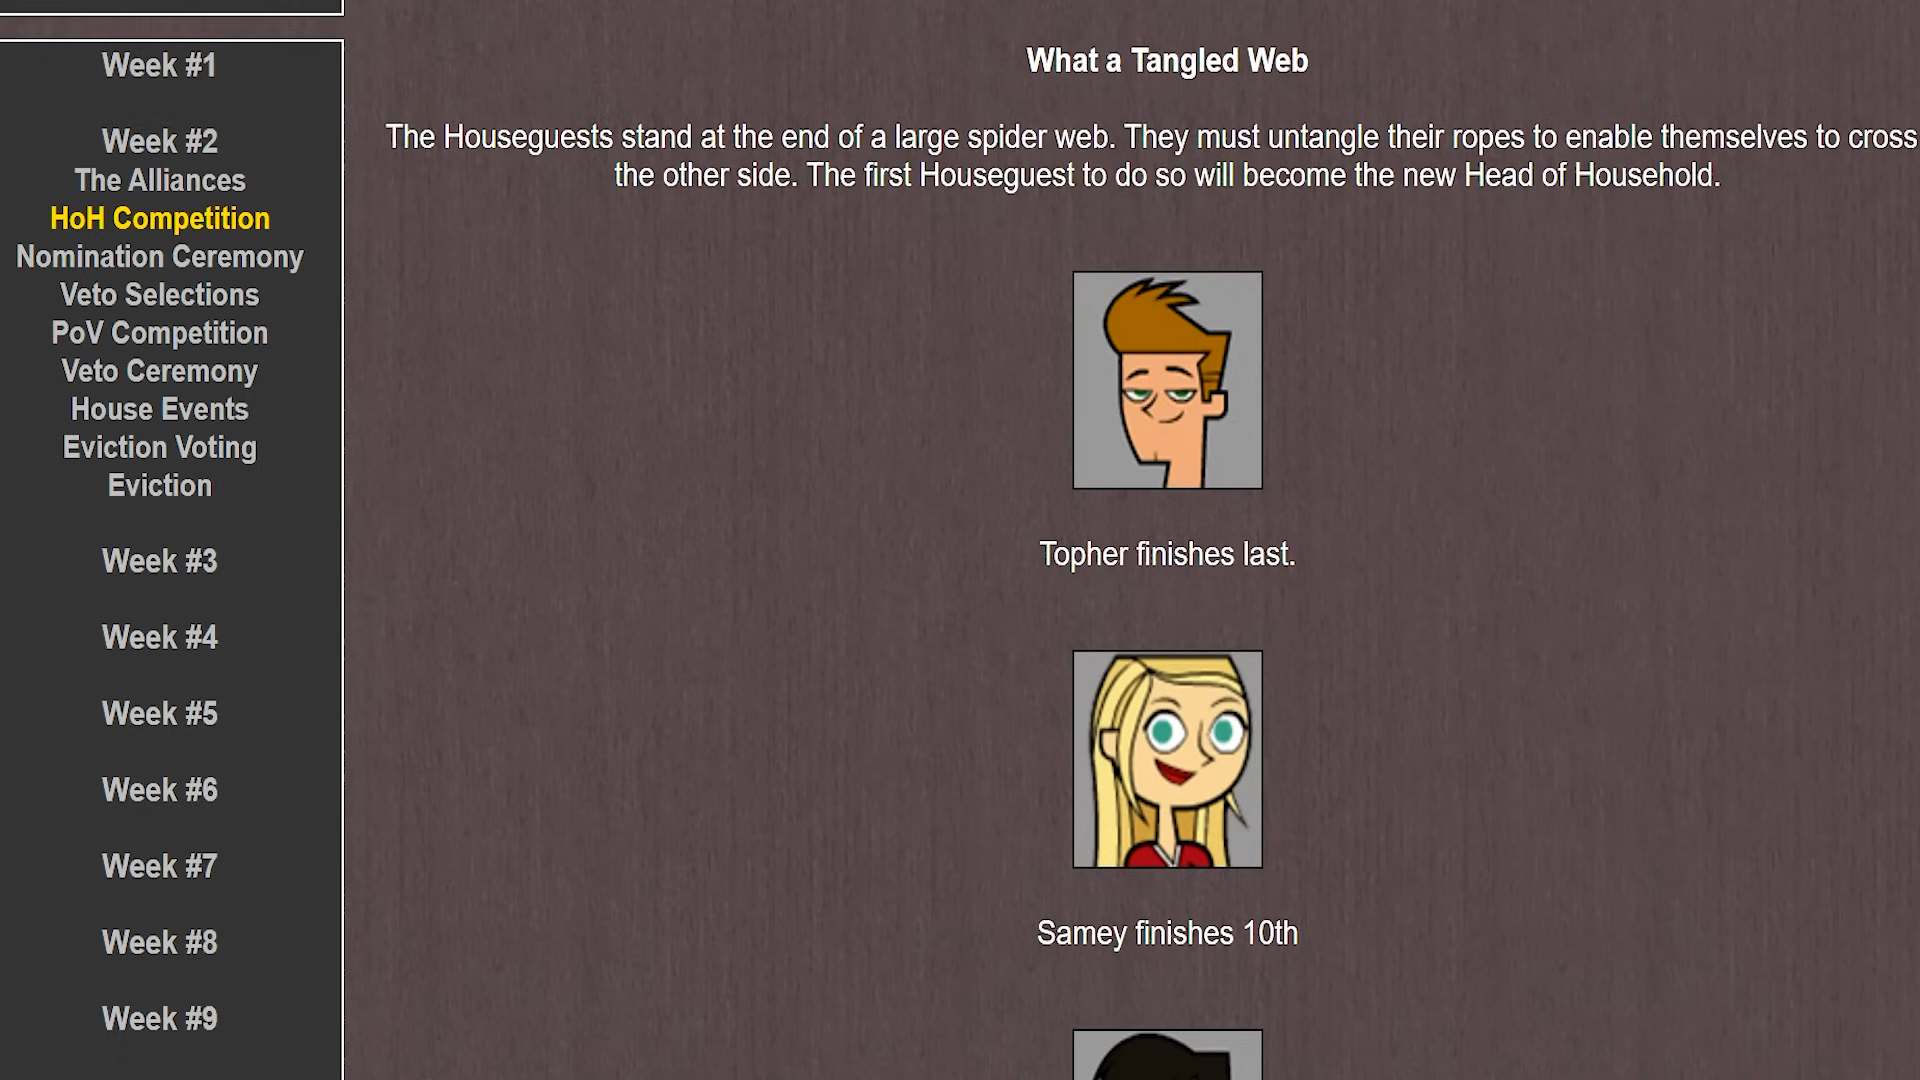 Week #1
Week #2
The Alliances
HoH Competition
Nomination Ceremony
Veto Selections
PoV Competition
Veto Ceremony
House Events
Eviction Voting
Eviction
Week #3
Week #4
Week #5
Week #6
Week #7
Week #8
Week #9
What a Tangled Web
The Houseguests stand at the end of a large spider web. They must untangle their ropes to enable themselves to cross
the other side. The first Houseguest to do so will become the new Head of Household.
Topher finishes last.
Samey finishes 10th